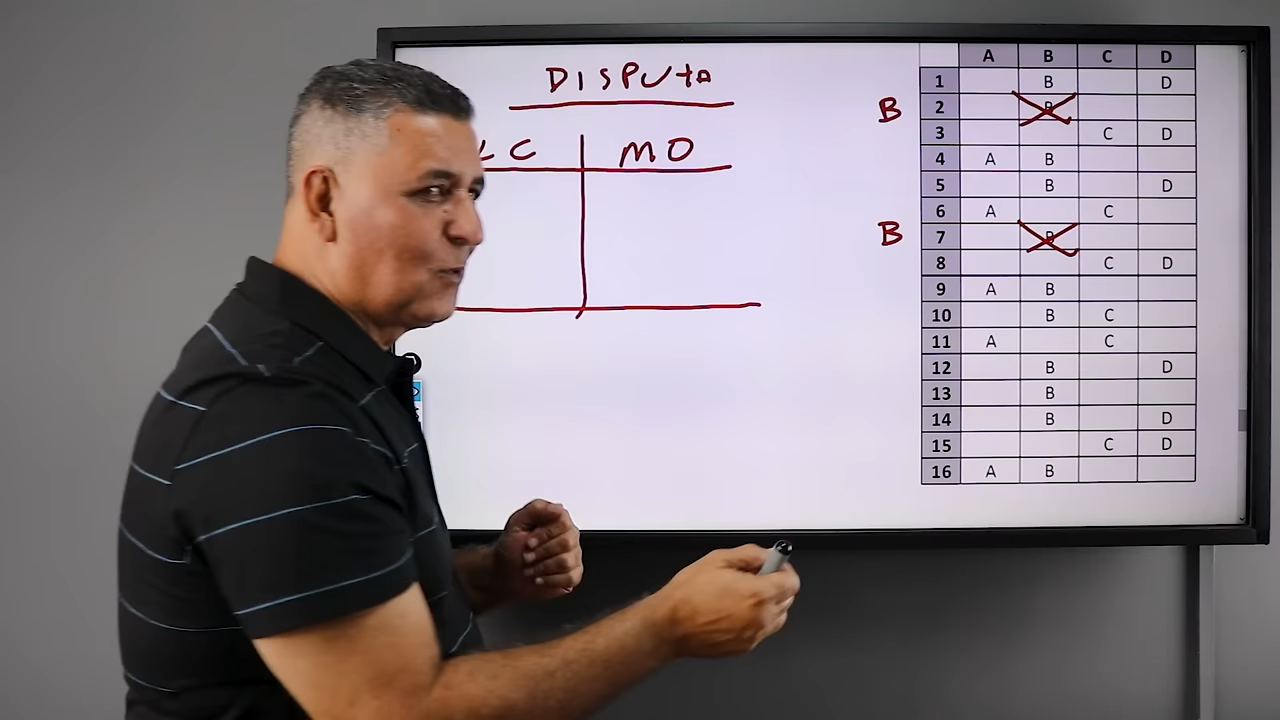 DISPUTA
C | MO
A B C D
1 B D
B 2
3 C D
4 A B
5 B D
6 A C
B 7
8 C D
9 A B
10 B C
11 A C
12 B D
13 B
14 B D
15 C D
16 A B